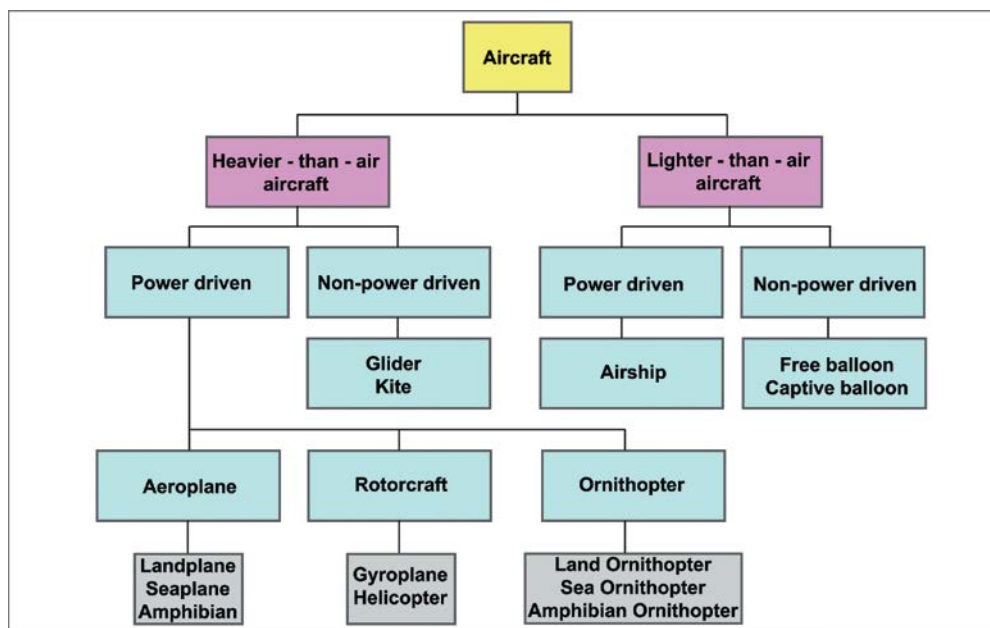 Aircraft
Heavier - than - air
aircraft
Lighter - than - air
aircraft
Power driven
Non-power driven
Power driven
Non-power driven
Glider
Kite
Airship
Free balloon
Captive balloon
Aeroplane
Rotorcraft
Ornithopter
Landplane
Seaplane
Amphibian
Gyroplane
Helicopter
Land Ornithopter
Sea Ornithopter
Amphibian Ornithopter